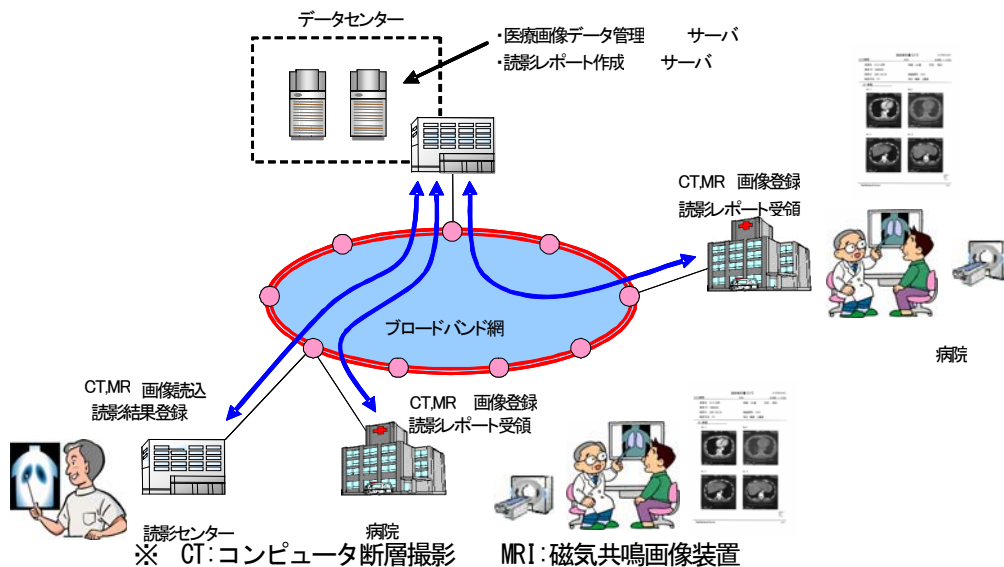 データセンター
・医療画像データ管理　サーバ
・読影レポート作成　サーバ
CT,MR 画像登録
読影レポート受領
病院
ブロードバンド網
CT,MR 画像読込
読影結果登録
読影センター
CT,MR 画像登録
読影レポート受領
病院
※ CT:コンピュータ断層撮影　MRI:磁気共鳴画像装置